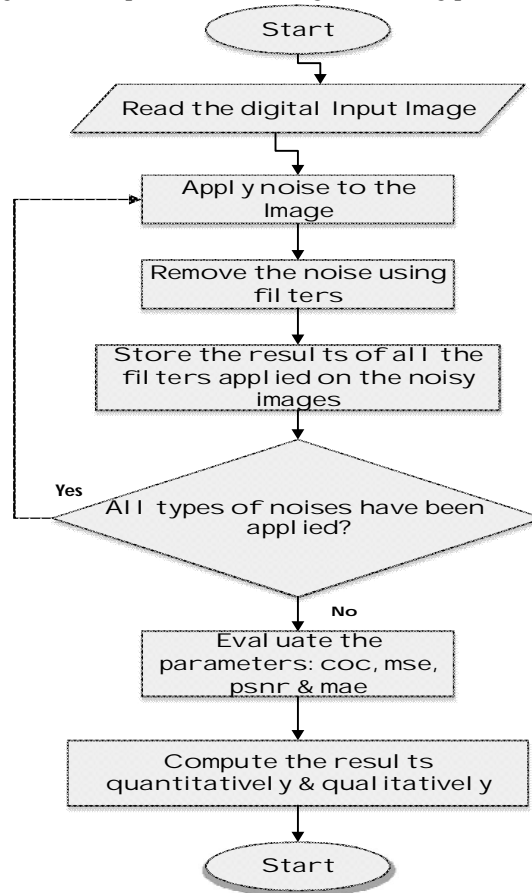 Start
Read the digital Input Image
Apply noise to the
Image
Remove the noise using
filters
Store the results of all the
filters applied on the noisy
images
Yes
All types of noises have been
applied?
No
Evaluate the
parameters: coc, mse,
psnr & mae
Compute the results
quantitatively & qualitatively
Start